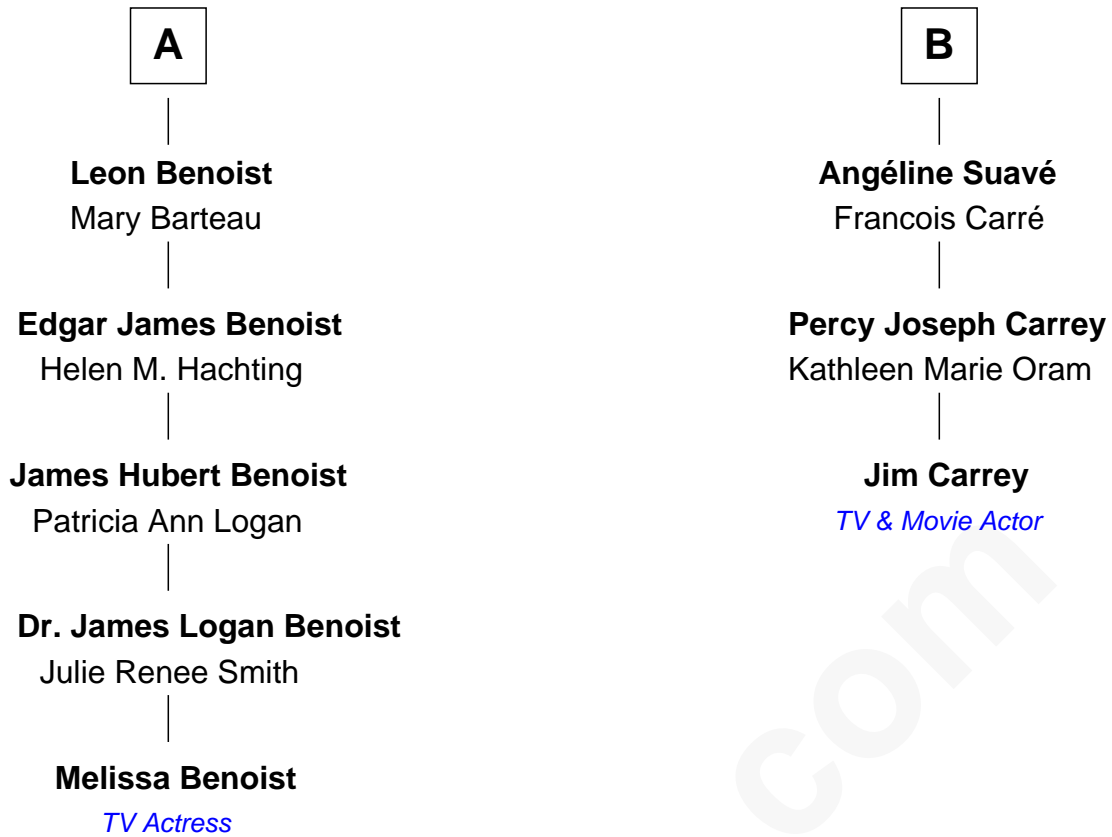 A
Leon Benoist
Mary Barteau
Edgar James Benoist
Helen M. Hachting
James Hubert Benoist
Patricia Ann Logan
Dr. James Logan Benoist
Julie Renee Smith
Melissa Benoist
TV Actress
B
Angéline Suavé
Francois Carré
Percy Joseph Carrey
Kathleen Marie Oram
Jim Carrey
TV & Movie Actor
com